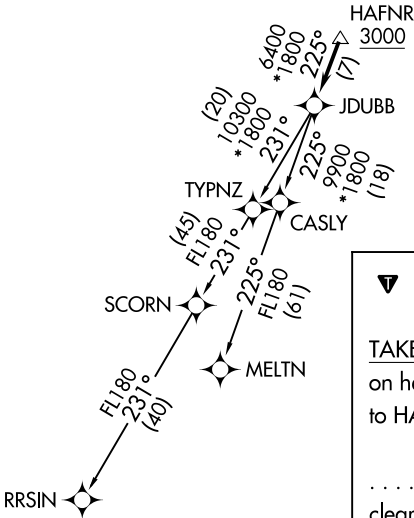 HAFNR
3000
6400
*1800
225°
(7)
JDUBB
(20)
10300
*1800
231°
225°
9900
*1800
(18)
TYPNZ
CASLY
(45)
FL180
231°
225°
FL180
(61)
SCORN
MELTN
FL180
231°
(40)
RRSIN
T
TAKE
on he
to HA
. . . .
clear